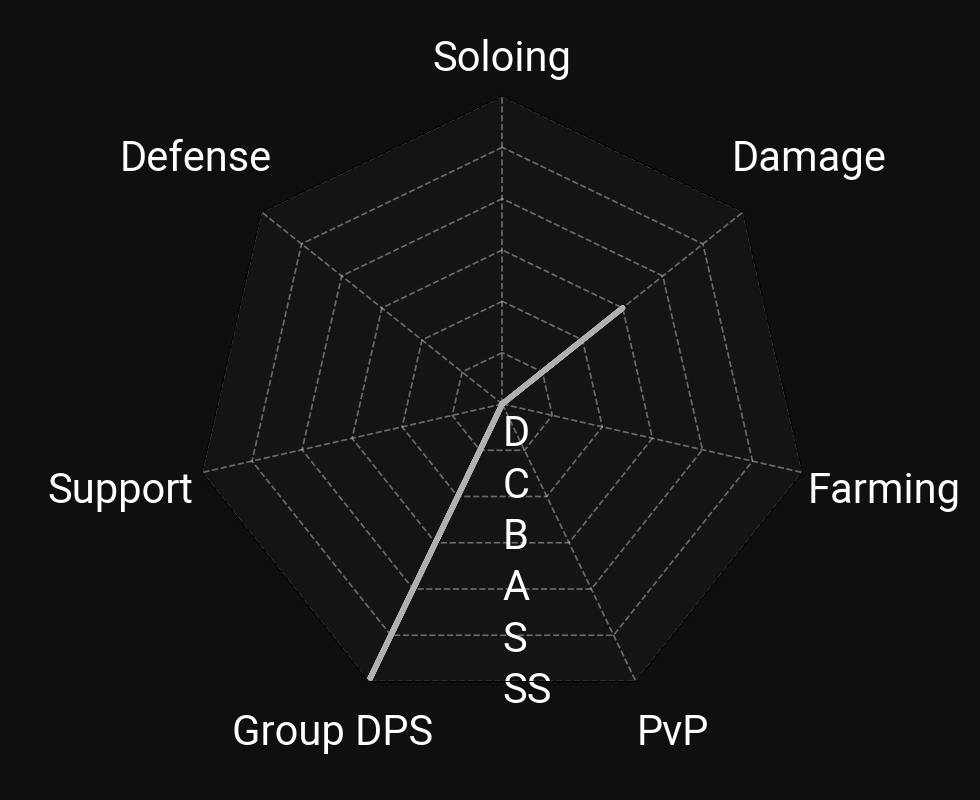 Soloing
Defense
Damage
D
C
Support
Farming
B
A
S
SS
Group DPS
PvP